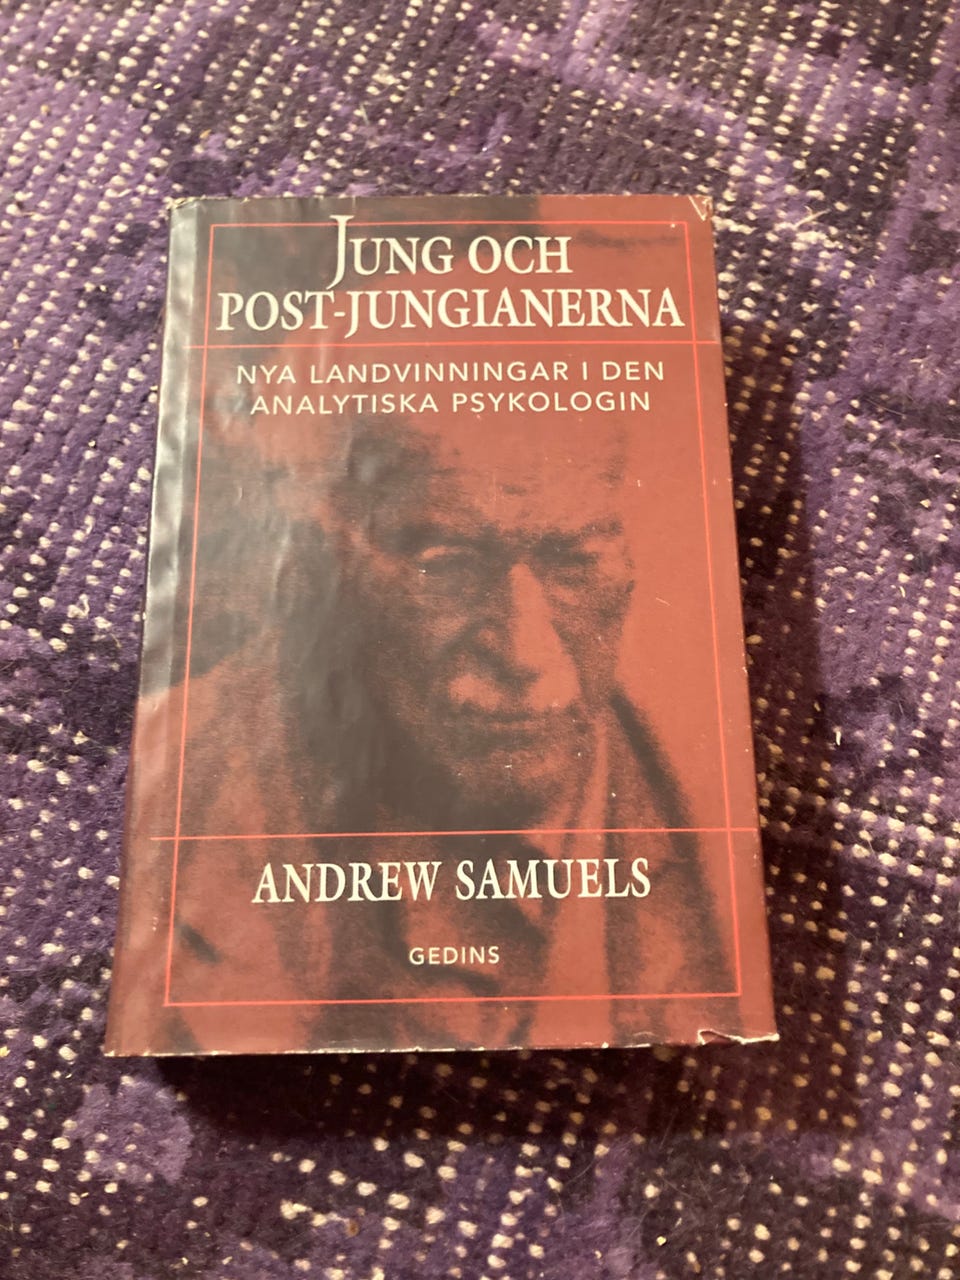 JUNG OCH
POST-JUNGIANERNA
NYA LANDVINNINGAR I DEN
ANALYTISKA PSYKOLOGIN
ANDREW SAMUELS
GEDINS